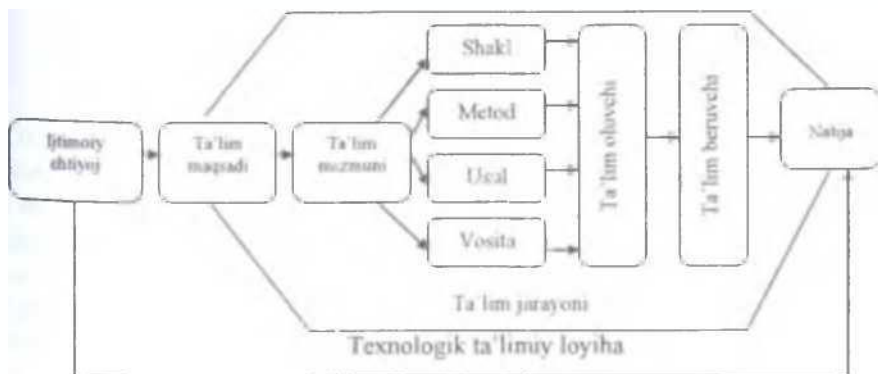 Ijtimoiy
ehtiyoj
Ta'lim
maqsadi
Ta'lim
mazmuni
Shakl
Metod
Usul
Vosita
Ta'lim oluvchi
Ta'lim beruvchi
Natija
Ta'lim jarayoni
Texnologik ta'limiy loyiha